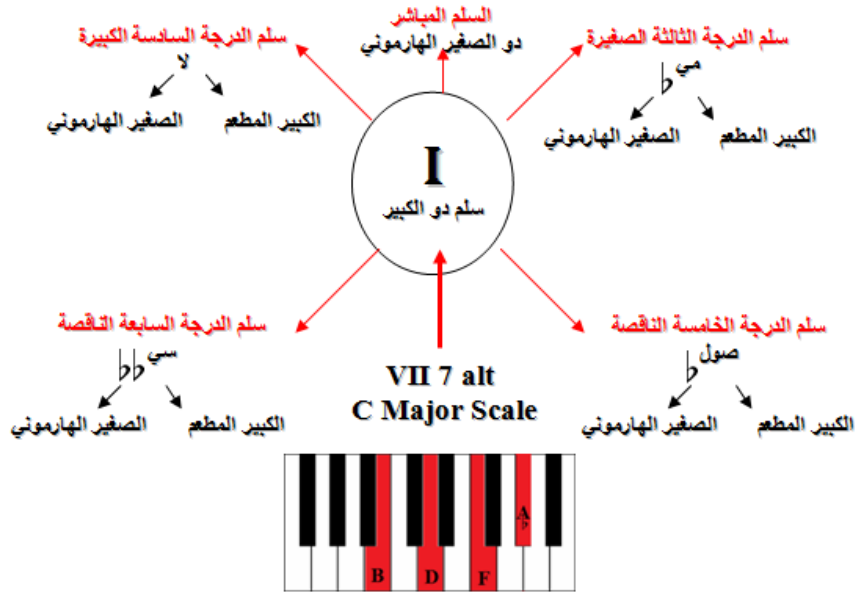 السلم المباشر
دو الصغير الهارموني
سلم الدرجة الثالثة الصغيرة
مي ♭
الكبير المطعم
الصغير الهارموني
سلم الدرجة السادسة الكبيرة
لا
الكبير المطعم
الصغير الهارموني
I
سلم دو الكبير
سلم الدرجة الخامسة الناقصة
صول ♭
الكبير المطعم
الصغير الهارموني
سلم الدرجة السابعة الناقصة
سي ♭♭
الكبير المطعم
الصغير الهارموني
VII 7 alt
C Major Scale
A♭
B D F